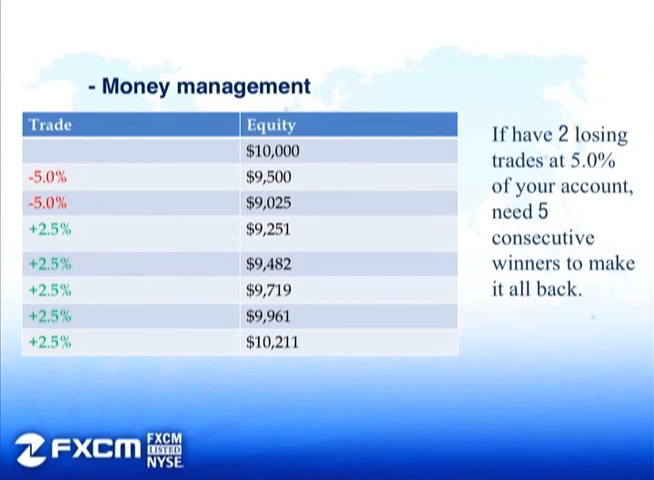 - Money management
Trade Equity
$10,000
-5.0% $9,500
-5.0% $9,025
+2.5% $9,251
+2.5% $9,482
+2.5% $9,719
+2.5% $9,961
+2.5% $10,211
If have 2 losing
trades at 5.0%
of your account,
need 5
consecutive
winners to make
it all back.
FXCM
FXCM
LISTED
NYSE